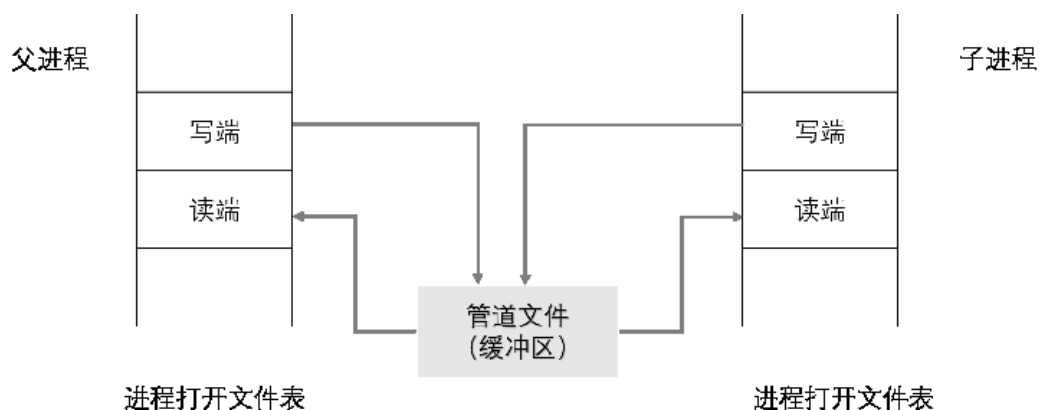 父进程
子进程
写端
写端
读端
读端
管道文件
(缓冲区)
进程打开文件表
进程打开文件表